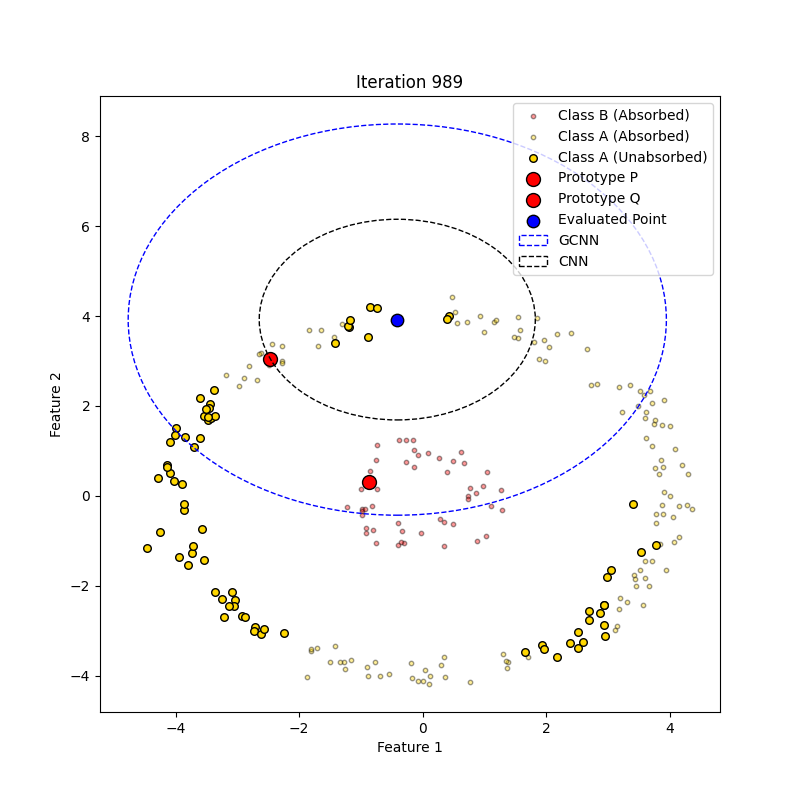 Iteration 989
Class B (Absorbed)
Class A (Absorbed)
Class A (Unabsorbed)
Prototype P
Prototype Q
Evaluated Point
GCNN
CNN
8
6
4
2
0
−2
−4
Feature 2
−4 −2 0 2 4
Feature 1